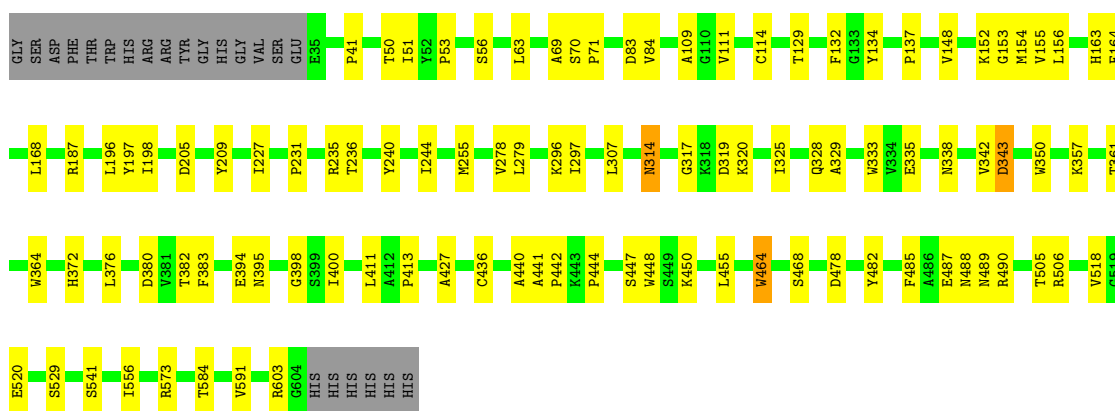 GLY SER ASP PHE THR TRP HIS ARG ARG TYR GLY HIS GLY VAL SER GLU E35 P41 T50 I51 Y52 P53 S56 L63 A69 S70 P71 D83 V84 A109 G110 V111 C114 T129 F132 G133 Y134 P137 V148 K152 G153 M154 V155 L156 H163 E164
L168 R187 L196 Y197 I198 D205 Y209 I227 P231 R235 T236 Y240 I244 M255 V278 L279 K296 I297 L307 N314 G317 K318 D319 K320 I325 Q328 A329 W333 V334 E335 N338 V342 D343 W350 K357 T361
W364 H372 L376 D380 V381 T382 F383 E394 N395 G398 S399 I400 L411 A412 P413 A427 C436 A440 A441 P442 K443 P444 S447 W448 S449 K450 L455 W464 S468 D478 Y482 F485 A486 E487 N488 N489 R490 T505 R506 V518 G519
E520 S529 S541 I556 R573 T584 V591 R603 G604 HIS HIS HIS HIS HIS HIS